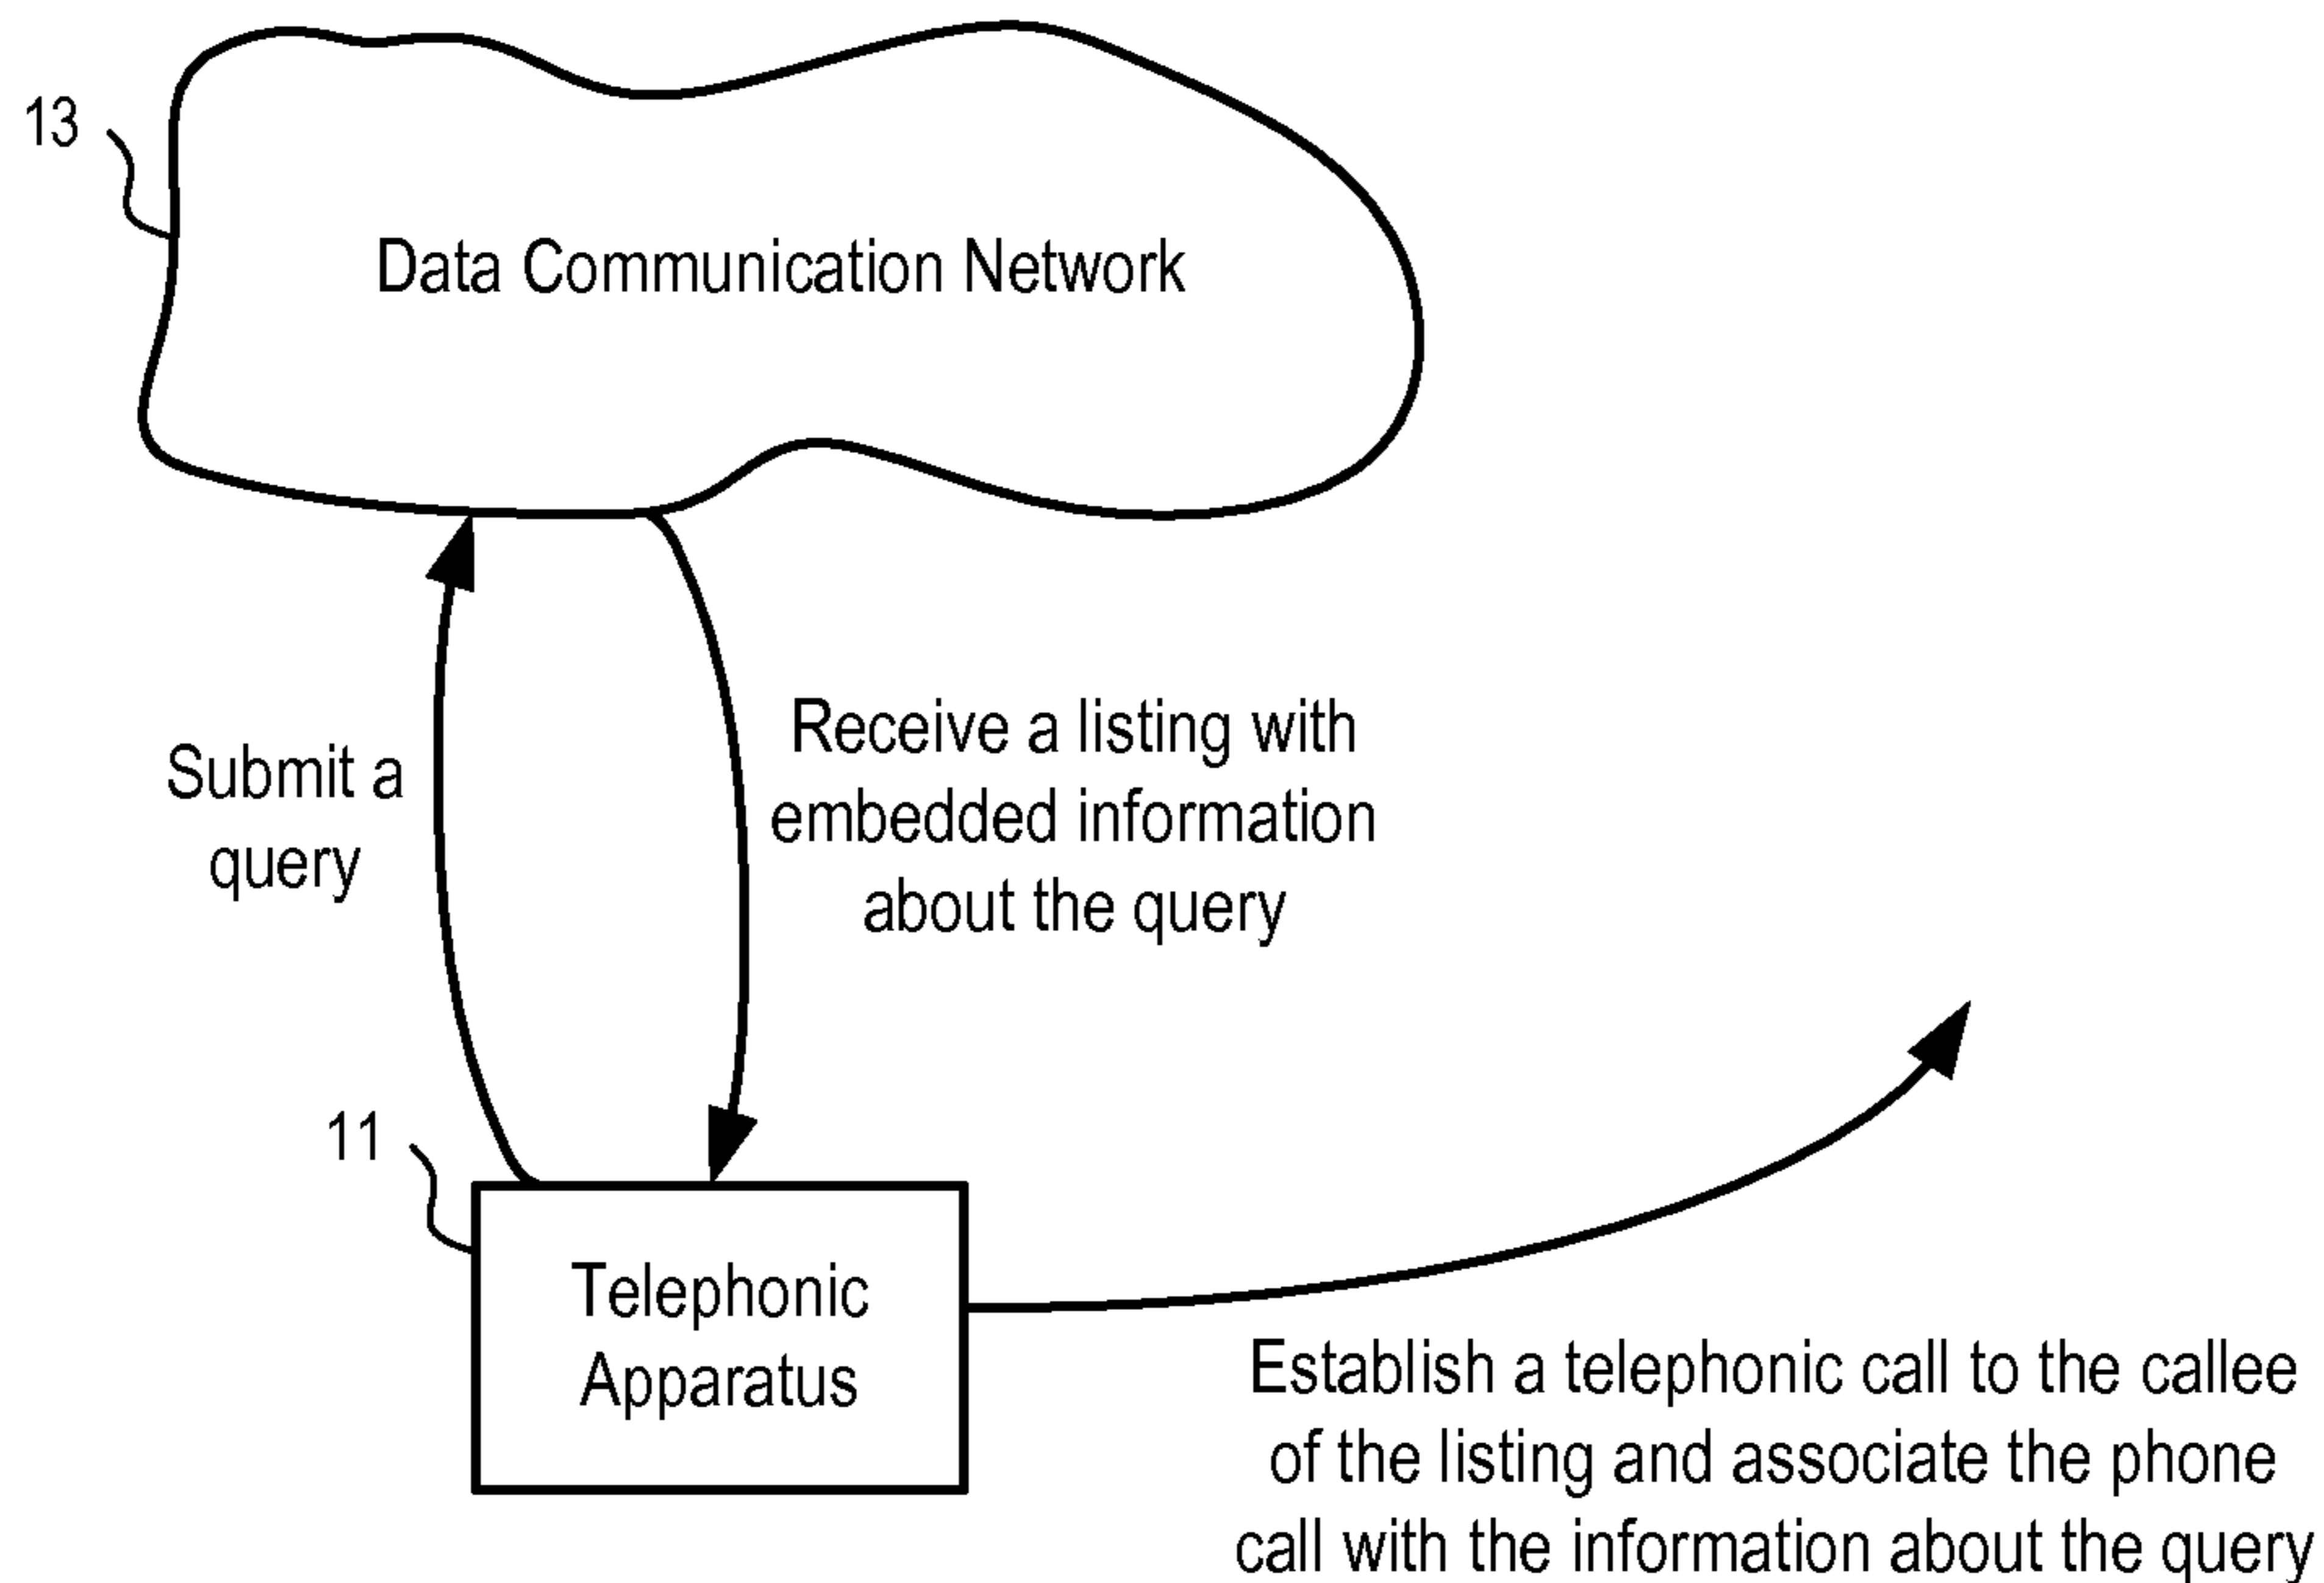 13
Data Communication Network
Submit a
query
Receive a listing with
embedded information
about the query
11
Telephonic
Apparatus
Establish a telephonic call to the callee
of the listing and associate the phone
call with the information about the query